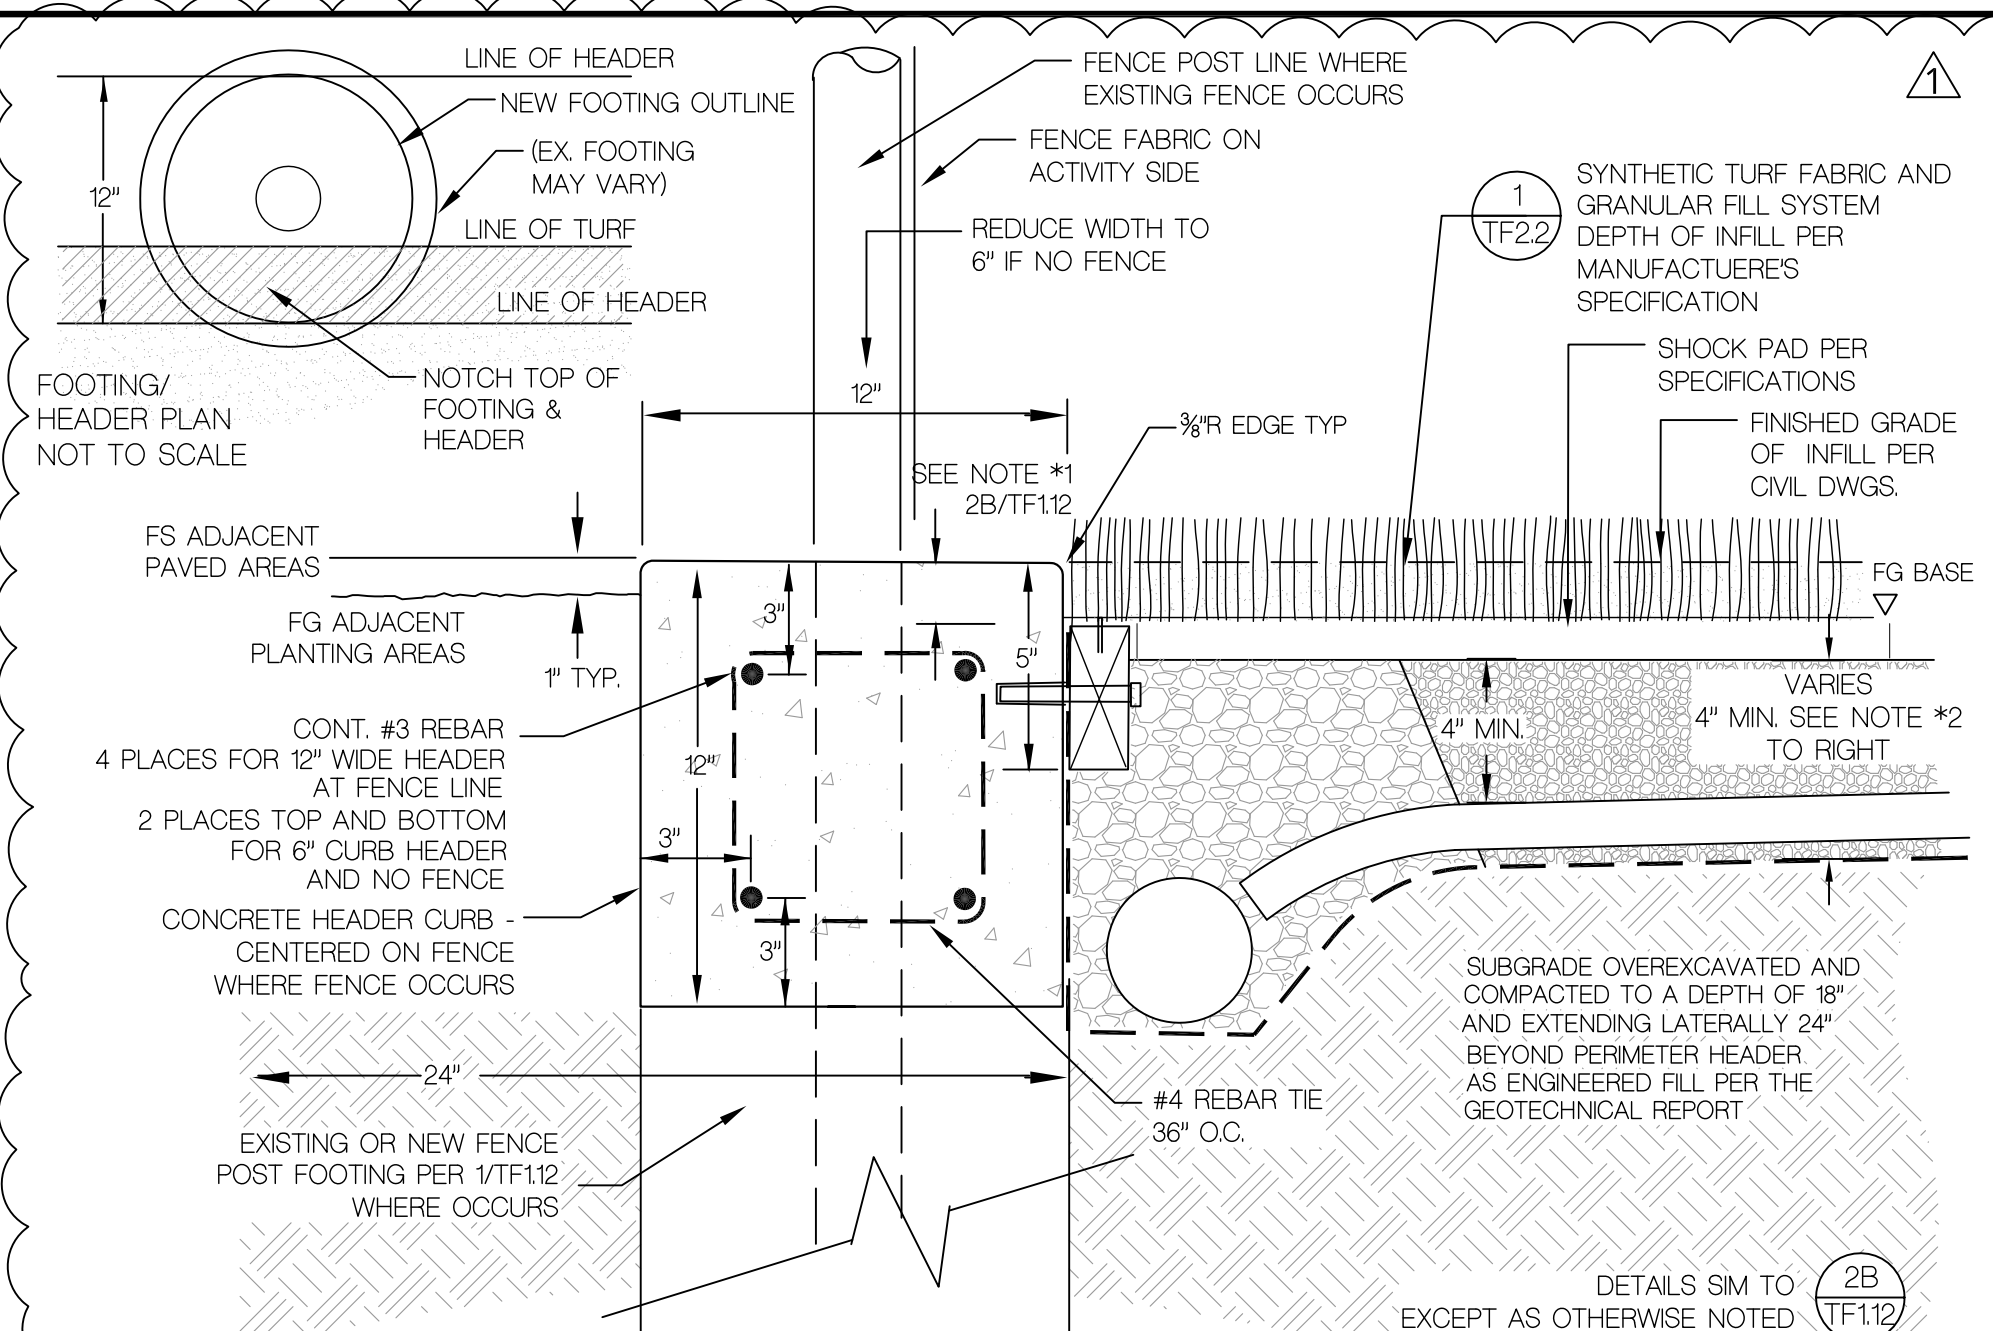 LINE OF HEADER
NEW FOOTING OUTLINE
(EX. FOOTING
MAY VARY)
12"
LINE OF TURF
LINE OF HEADER
NOTCH TOP OF
FOOTING &
HEADER
FOOTING/
HEADER PLAN
NOT TO SCALE
FENCE POST LINE WHERE
EXISTING FENCE OCCURS
FENCE FABRIC ON
ACTIVITY SIDE
REDUCE WIDTH TO
6" IF NO FENCE
12"
1
1
TF2.2
SYNTHETIC TURF FABRIC AND
GRANULAR FILL SYSTEM
DEPTH OF INFILL PER
MANUFACTUERE'S
SPECIFICATION
SHOCK PAD PER
SPECIFICATIONS
FINISHED GRADE
OF INFILL PER
CIVIL DWGS.
⅜"R EDGE TYP
SEE NOTE *1
2B/TF1.12
FS ADJACENT
PAVED AREAS
FG ADJACENT
PLANTING AREAS
1" TYP.
FG BASE
3"
5"
12"
3"
3"
4" MIN.
VARIES
4" MIN. SEE NOTE *2
TO RIGHT
CONT. #3 REBAR
4 PLACES FOR 12" WIDE HEADER
AT FENCE LINE
2 PLACES TOP AND BOTTOM
FOR 6" CURB HEADER
AND NO FENCE
CONCRETE HEADER CURB -
CENTERED ON FENCE
WHERE FENCE OCCURS
24"
EXISTING OR NEW FENCE
POST FOOTING PER 1/TF1.12
WHERE OCCURS
#4 REBAR TIE
36" O.C.
SUBGRADE OVEREXCAVATED AND
COMPACTED TO A DEPTH OF 18"
AND EXTENDING LATERALLY 24"
BEYOND PERIMETER HEADER
AS ENGINEERED FILL PER THE
GEOTECHNICAL REPORT
DETAILS SIM TO
EXCEPT AS OTHERWISE NOTED
2B
TF1.12